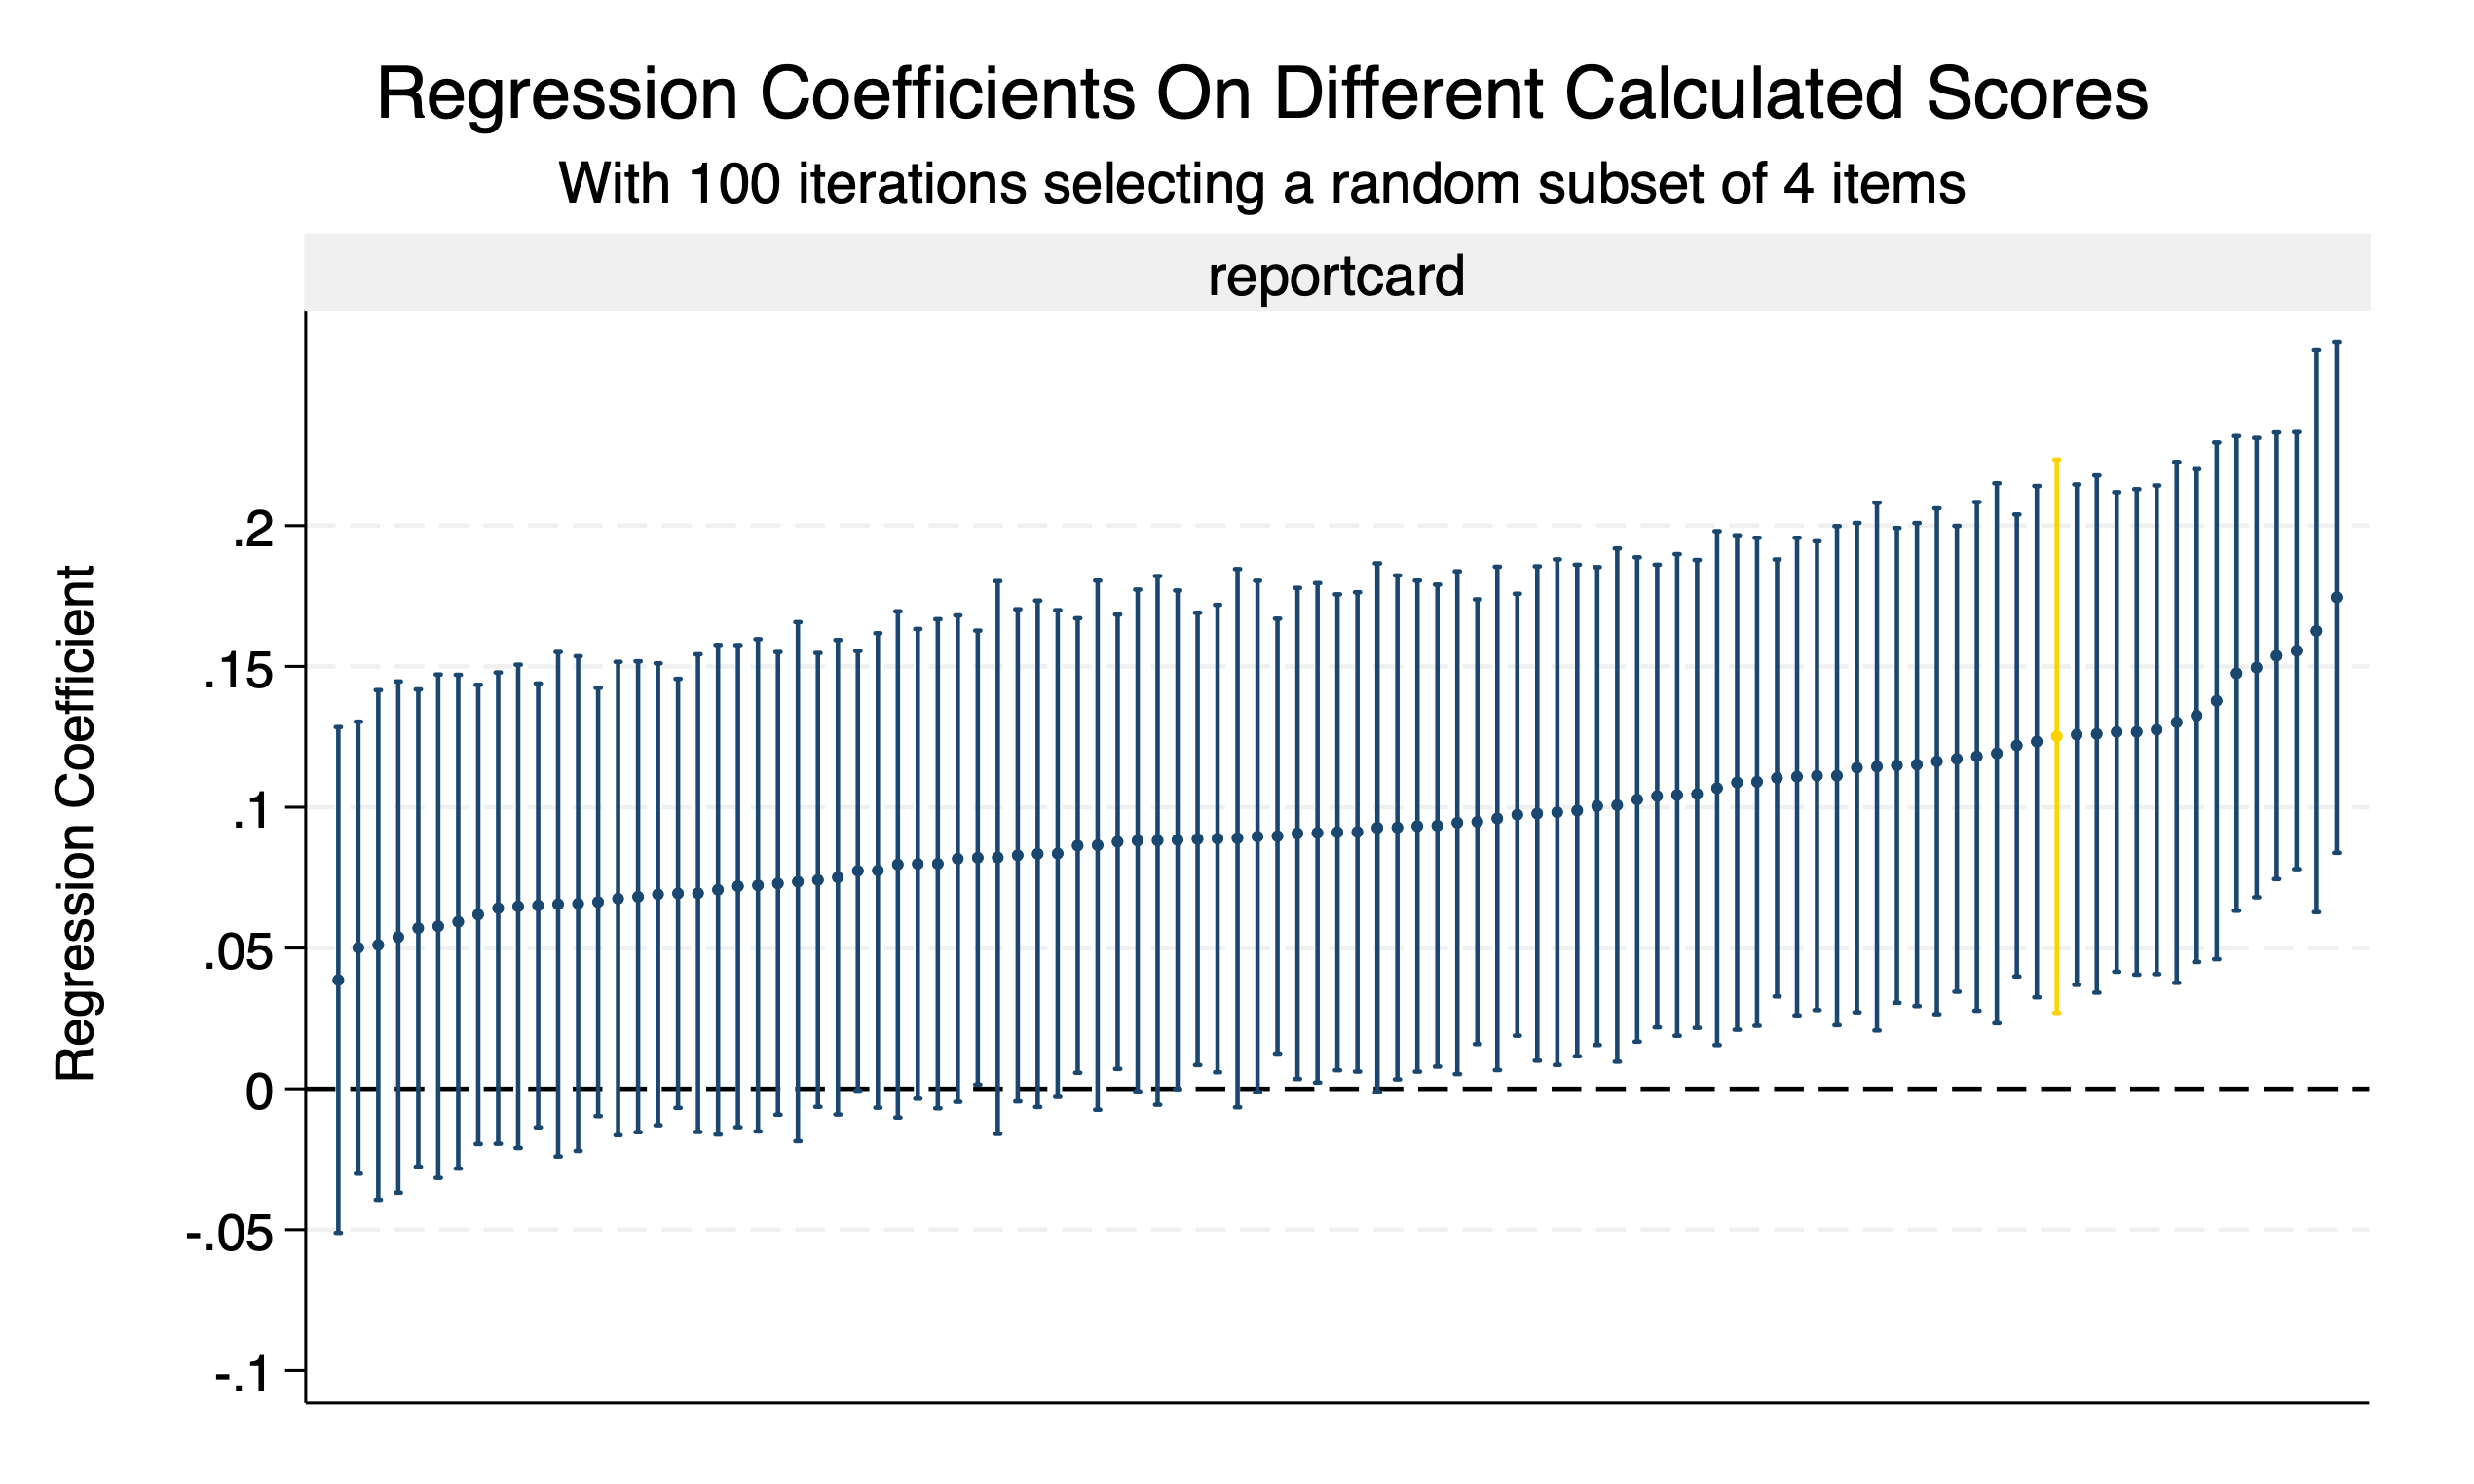 Regression Coefficients On Different Calculated Scores
With 100 iterations selecting a random subset of 4 items
reportcard
Regression Coefficient
.2
.15
.1
.05
0
-.05
-.1